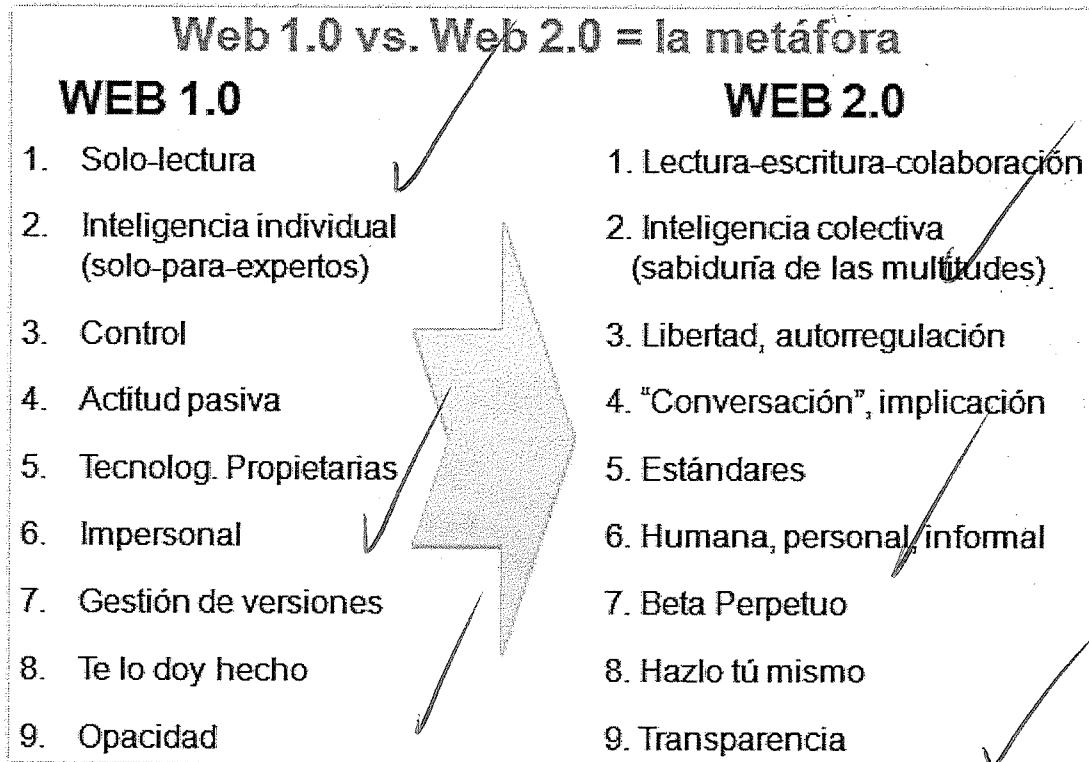 Web 1.0 vs. Web 2.0 = la metáfora
WEB 1.0
1. Solo-lectura
2. Inteligencia individual
(solo-para-expertos)
3. Control
4. Actitud pasiva
5. Tecnolog. Propietarias
6. Impersonal
7. Gestión de versiones
8. Te lo doy hecho
9. Opacidad
WEB 2.0
1. Lectura-escritura-colaboración
2. Inteligencia colectiva
(sabiduría de las multitudes)
3. Libertad, autorregulación
4. “Conversación”, implicación
5. Estándares
6. Humana, personal, informal
7. Beta Perpetuo
8. Hazlo tú mismo
9. Transparencia